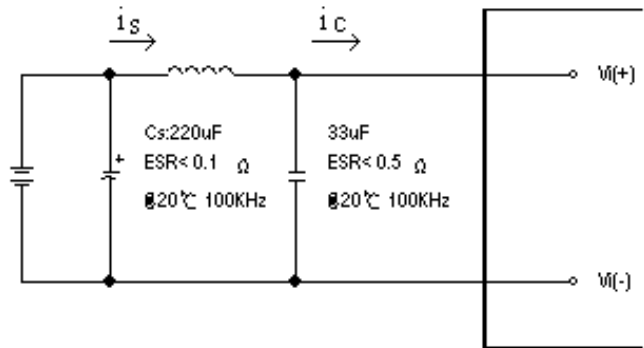 iS
iC
Vi(+)
Cs:220uF
ESR< 0.1 Ω
@20℃ 100KHz
+
33uF
ESR< 0.5 Ω
@20℃ 100KHz
Vi(-)